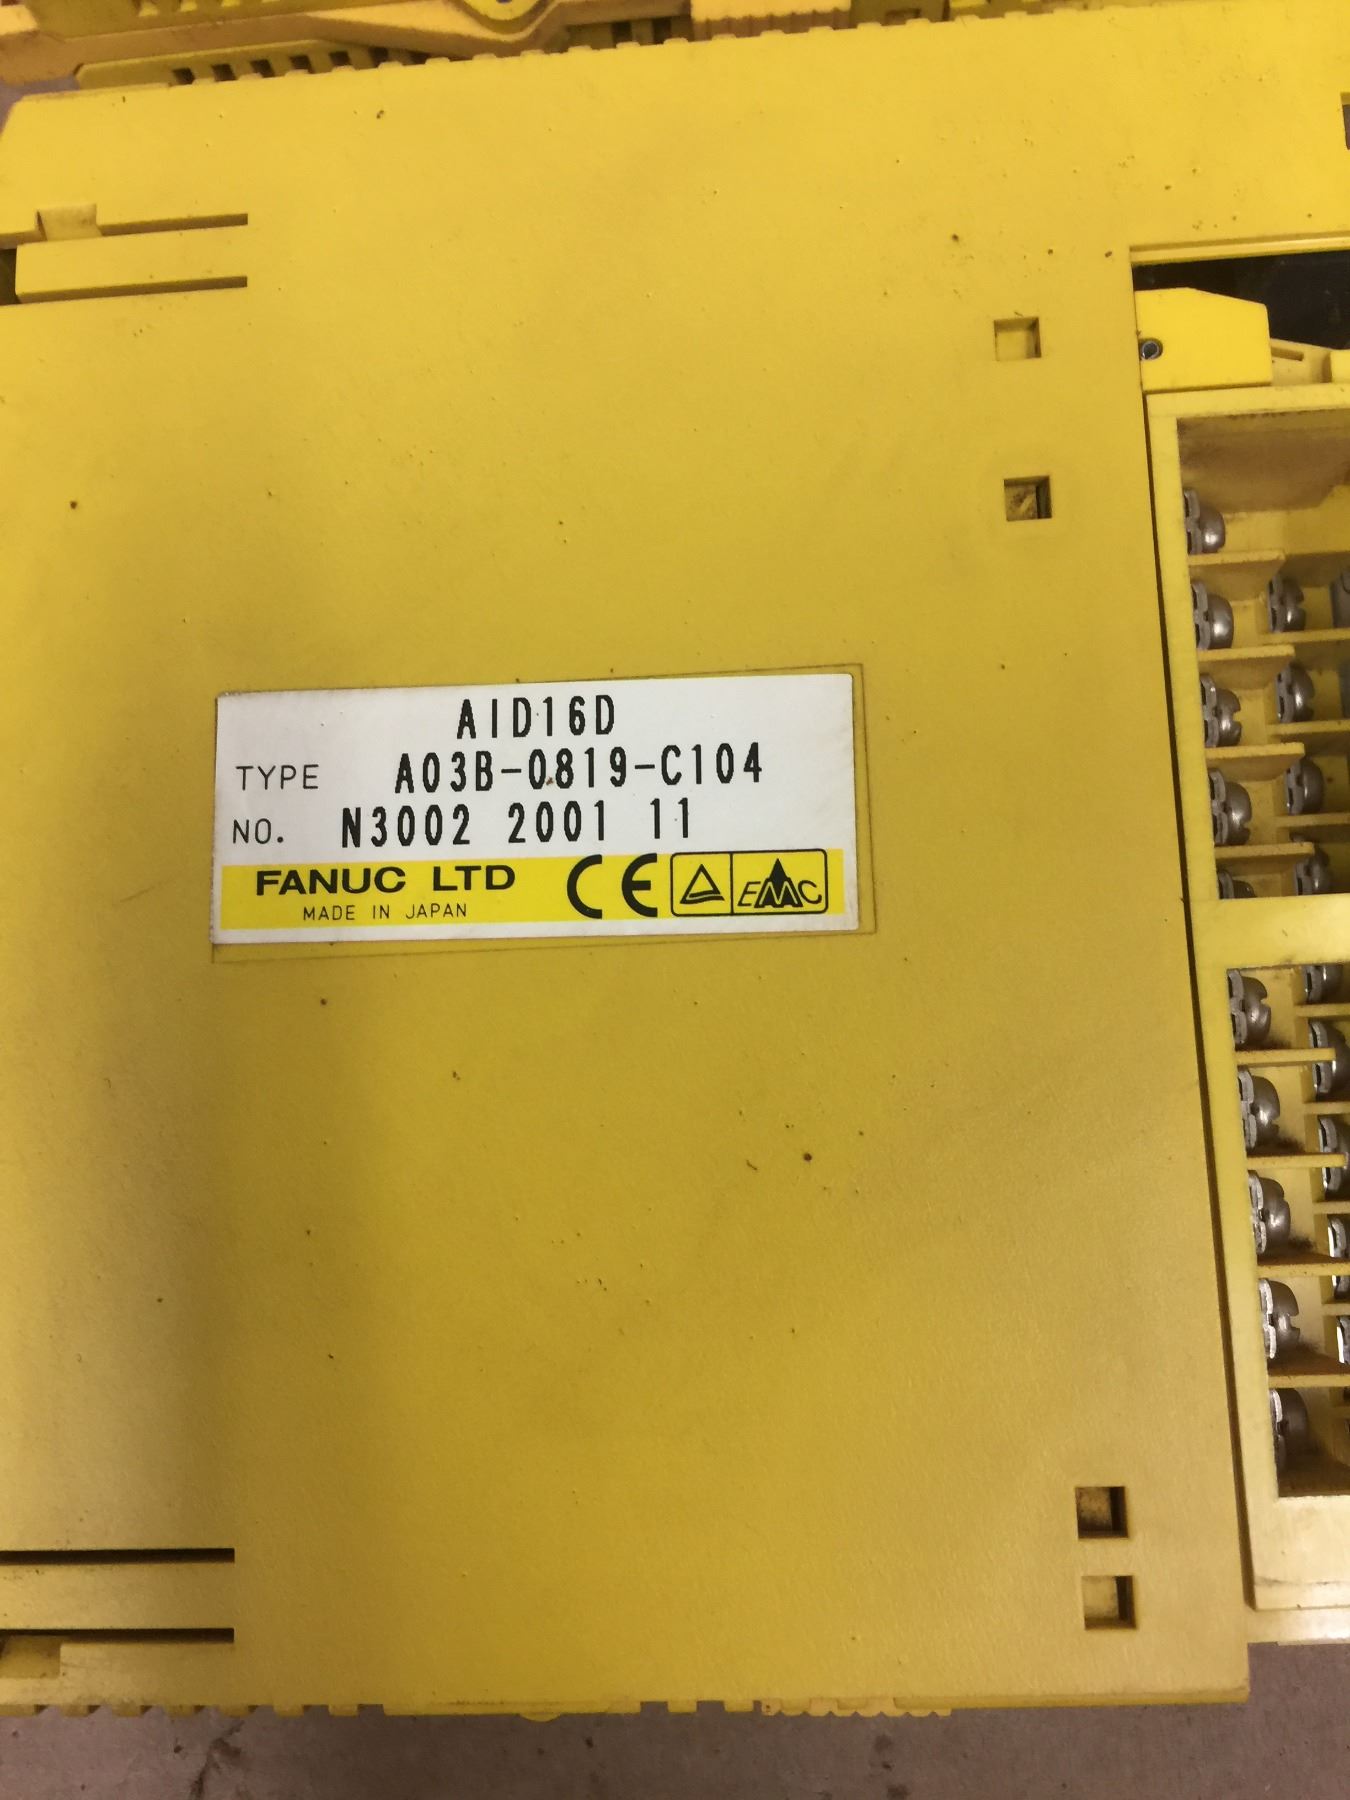 AID16D
TYPE A03B-0819-C104
NO. N3002 2001 11
FANUC LTD CE EMC
MADE IN JAPAN